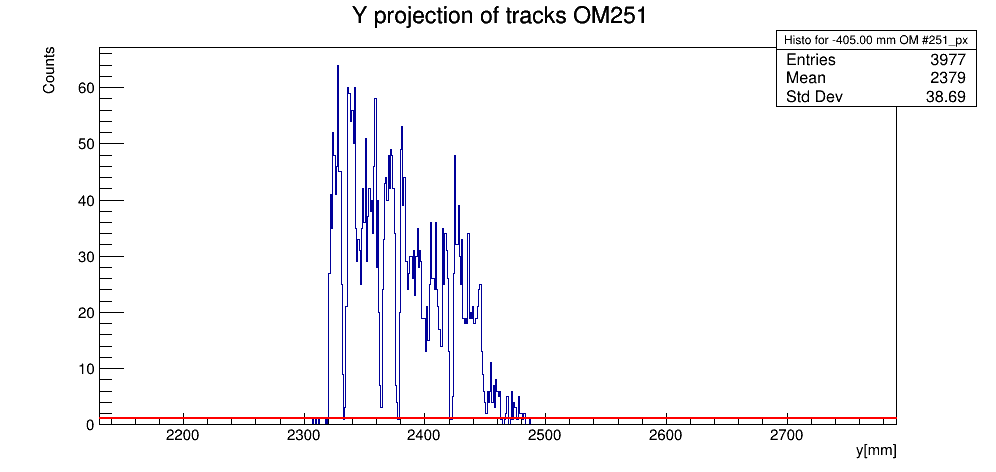 Y projection of tracks OM251
Histo for -405.00 mm OM #251_px
Entries 3977
Mean 2379
Std Dev 38.69
Counts
60
50
40
30
20
10
0
2200 2300 2400 2500 2600 2700
y[mm]